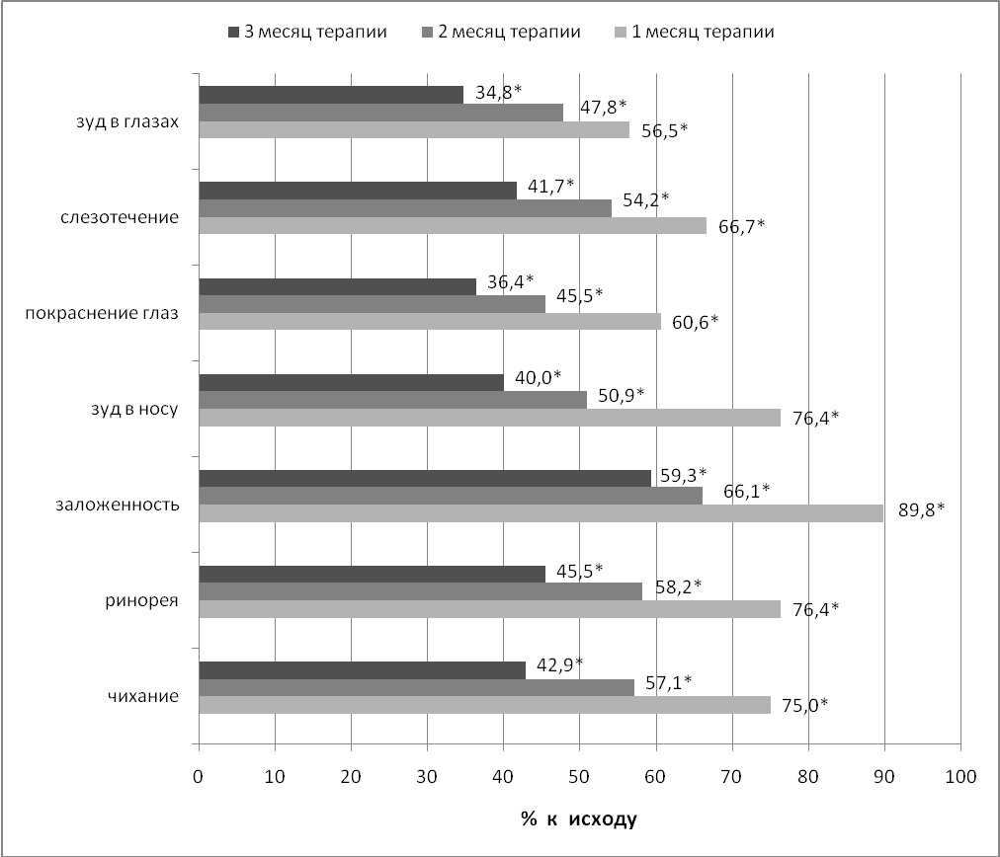 3 месяц терапии 2 месяц терапии 1 месяц терапии
зуд в глазах
34,8*
47,8*
56,5*
слезотечение
41,7*
54,2*
66,7*
покраснение глаз
36,4*
45,5*
60,6*
зуд в носу
40,0*
50,9*
76,4*
заложенность
59,3*
66,1*
89,8*
ринорея
45,5*
58,2*
76,4*
чихание
42,9*
57,1*
75,0*
0 10 20 30 40 50 60 70 80 90 100
% к исходу